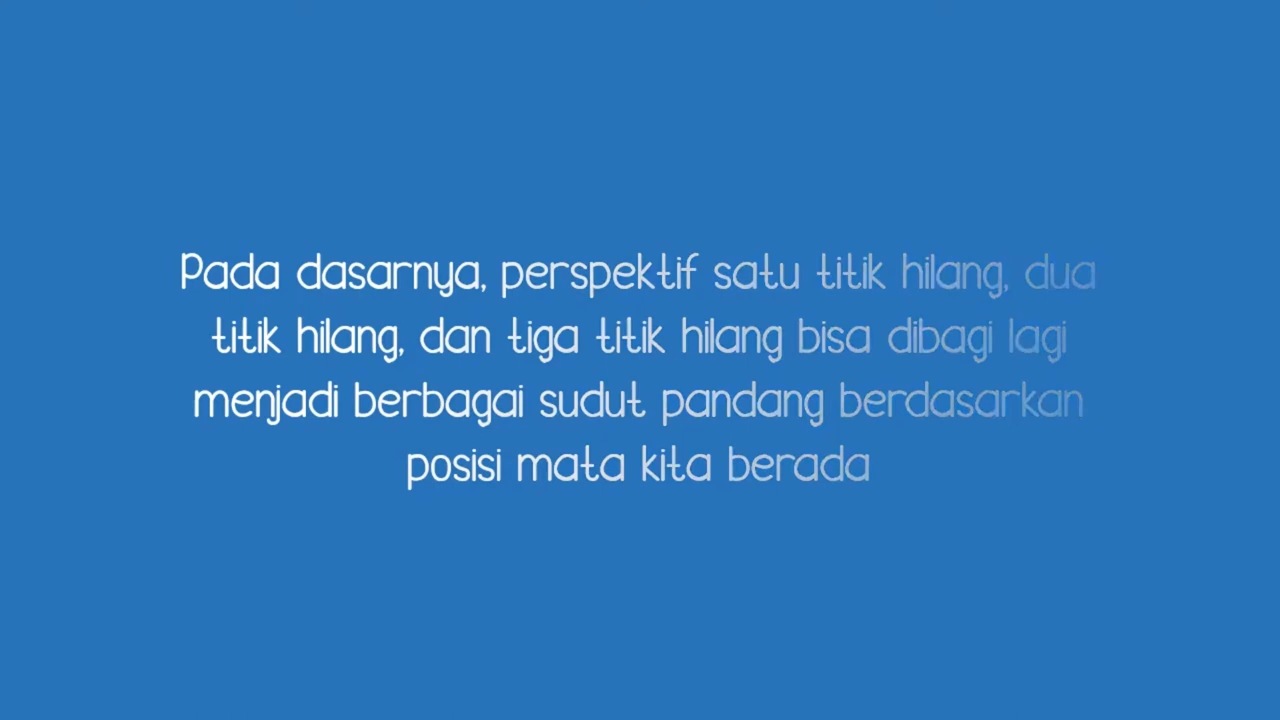 Pada dasarnya, perspektif satu titik hilang, dua
titik hilang, dan tiga titik hilang bisa dibagi lagi
menjadi berbagai sudut pandang berdasarkan
posisi mata kita berada